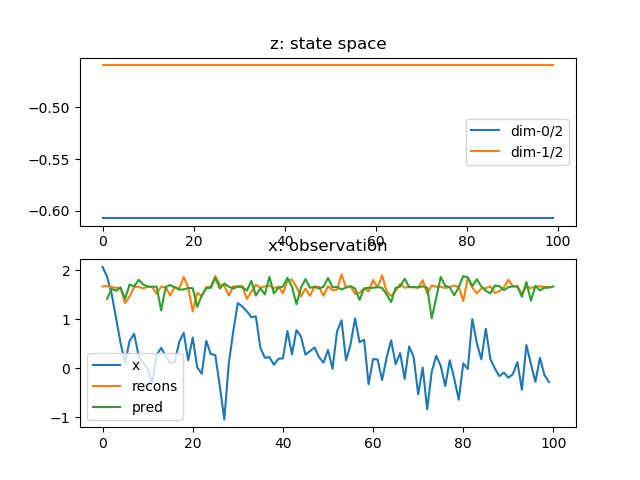 z: state space
−0.50
−0.55
−0.60
dim-0/2
dim-1/2
0 20 40 60 80 100
x: observation
2
1
0
−1
x
recons
pred
0 20 40 60 80 100